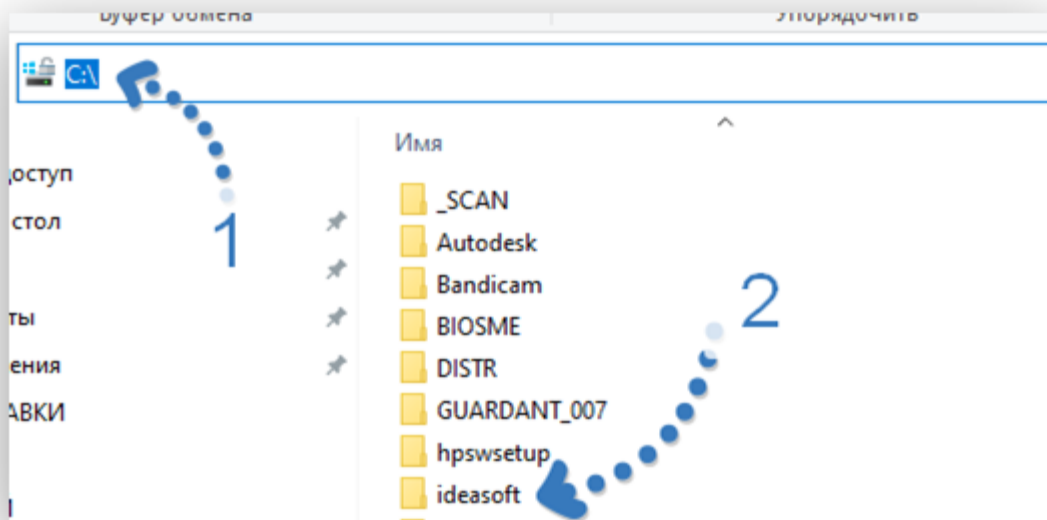 Буфер обмена
Упорядочить
C:\
1
Имя
доступ
стол
ты
ения
АВКИ
_SCAN
Autodesk
Bandicam
BIOSME
DISTR
GUARDANT_007
hpswsetup
ideasoft
2